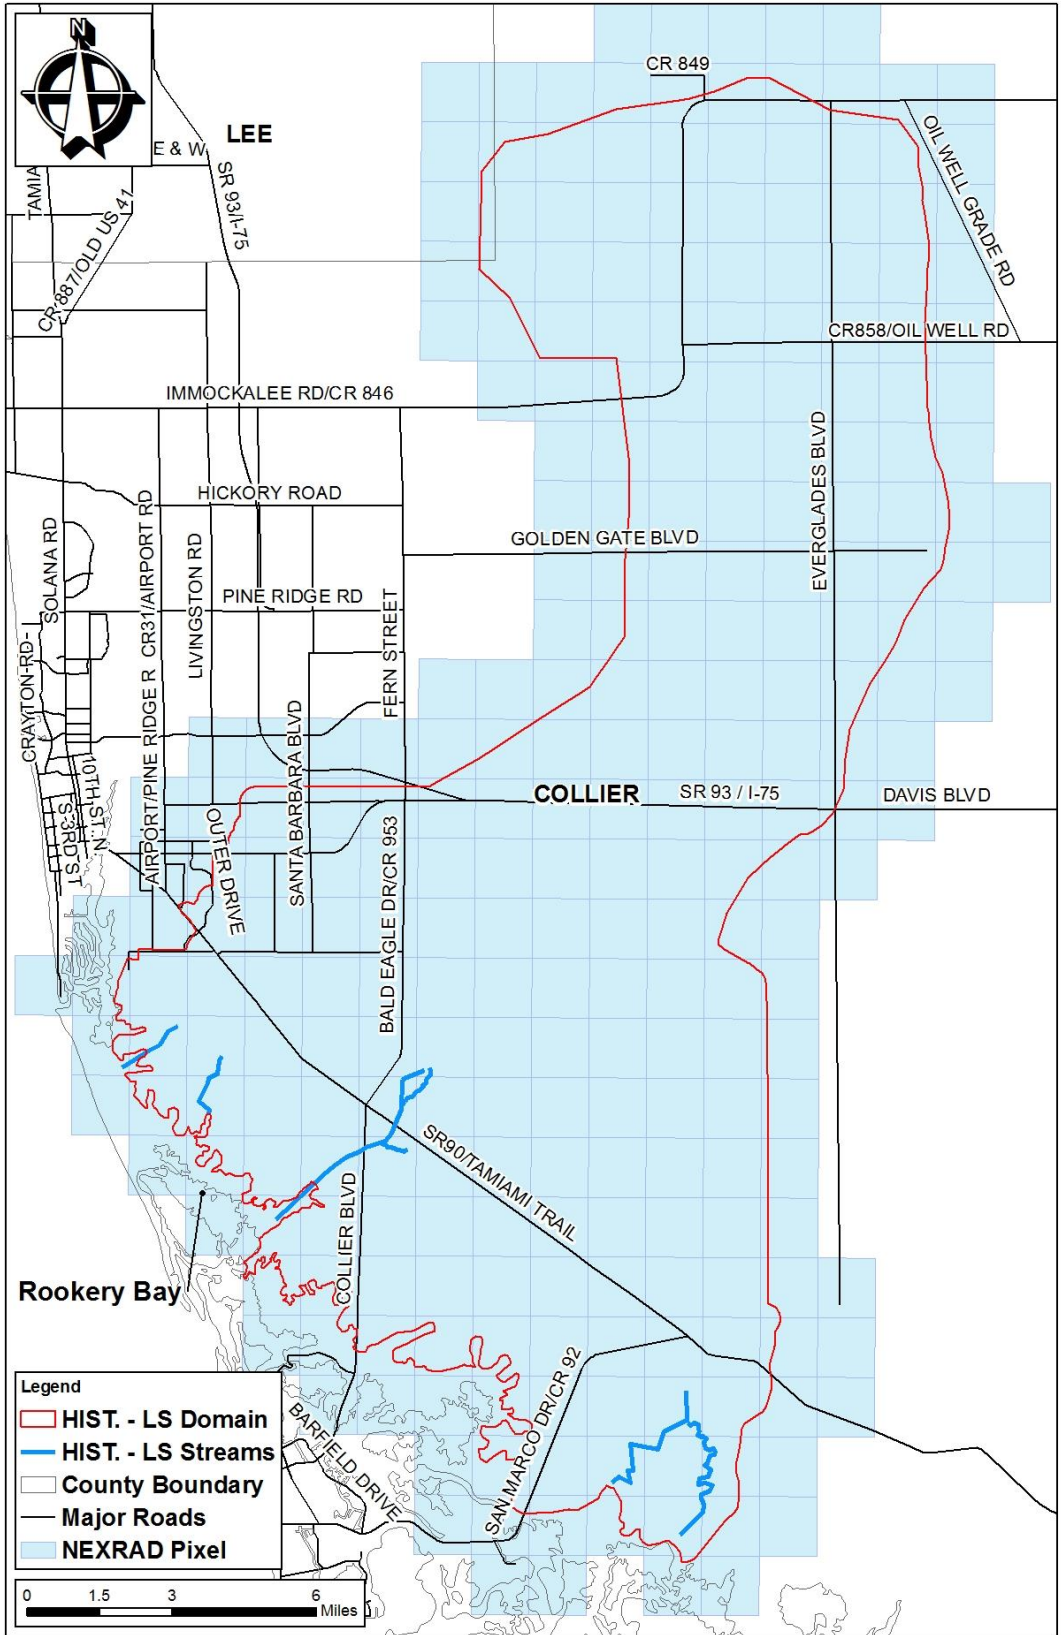 N
CR 849
LEE
E & W
TAMIA
SR 93/I-75
CR 887/OLD US 41
OIL WELL GRADE RD
CR858/OIL WELL RD
IMMOCKALEE RD/CR 846
EVERGLADES BLVD
HICKORY ROAD
GOLDEN GATE BLVD
SOLANA RD
AIRPORT/PINE RIDGE R CR31/AIRPORT RD
LIVINGSTON RD
PINE RIDGE RD
FERN STREET
CRAYTON RD
SANTA BARBARA BLVD
10TH ST. N.
S 3RD ST
OUTER DRIVE
COLLIER
SR 93 / I-75
DAVIS BLVD
BALD EAGLE DR/CR 953
SR90/TAMIAMI TRAIL
COLLIER BLVD
Rookery Bay
SAN MARCO DR/CR 92
BARFIELD DRIVE
Legend
HIST. - LS Domain
HIST. - LS Streams
County Boundary
Major Roads
NEXRAD Pixel
0 1.5 3 6
Miles